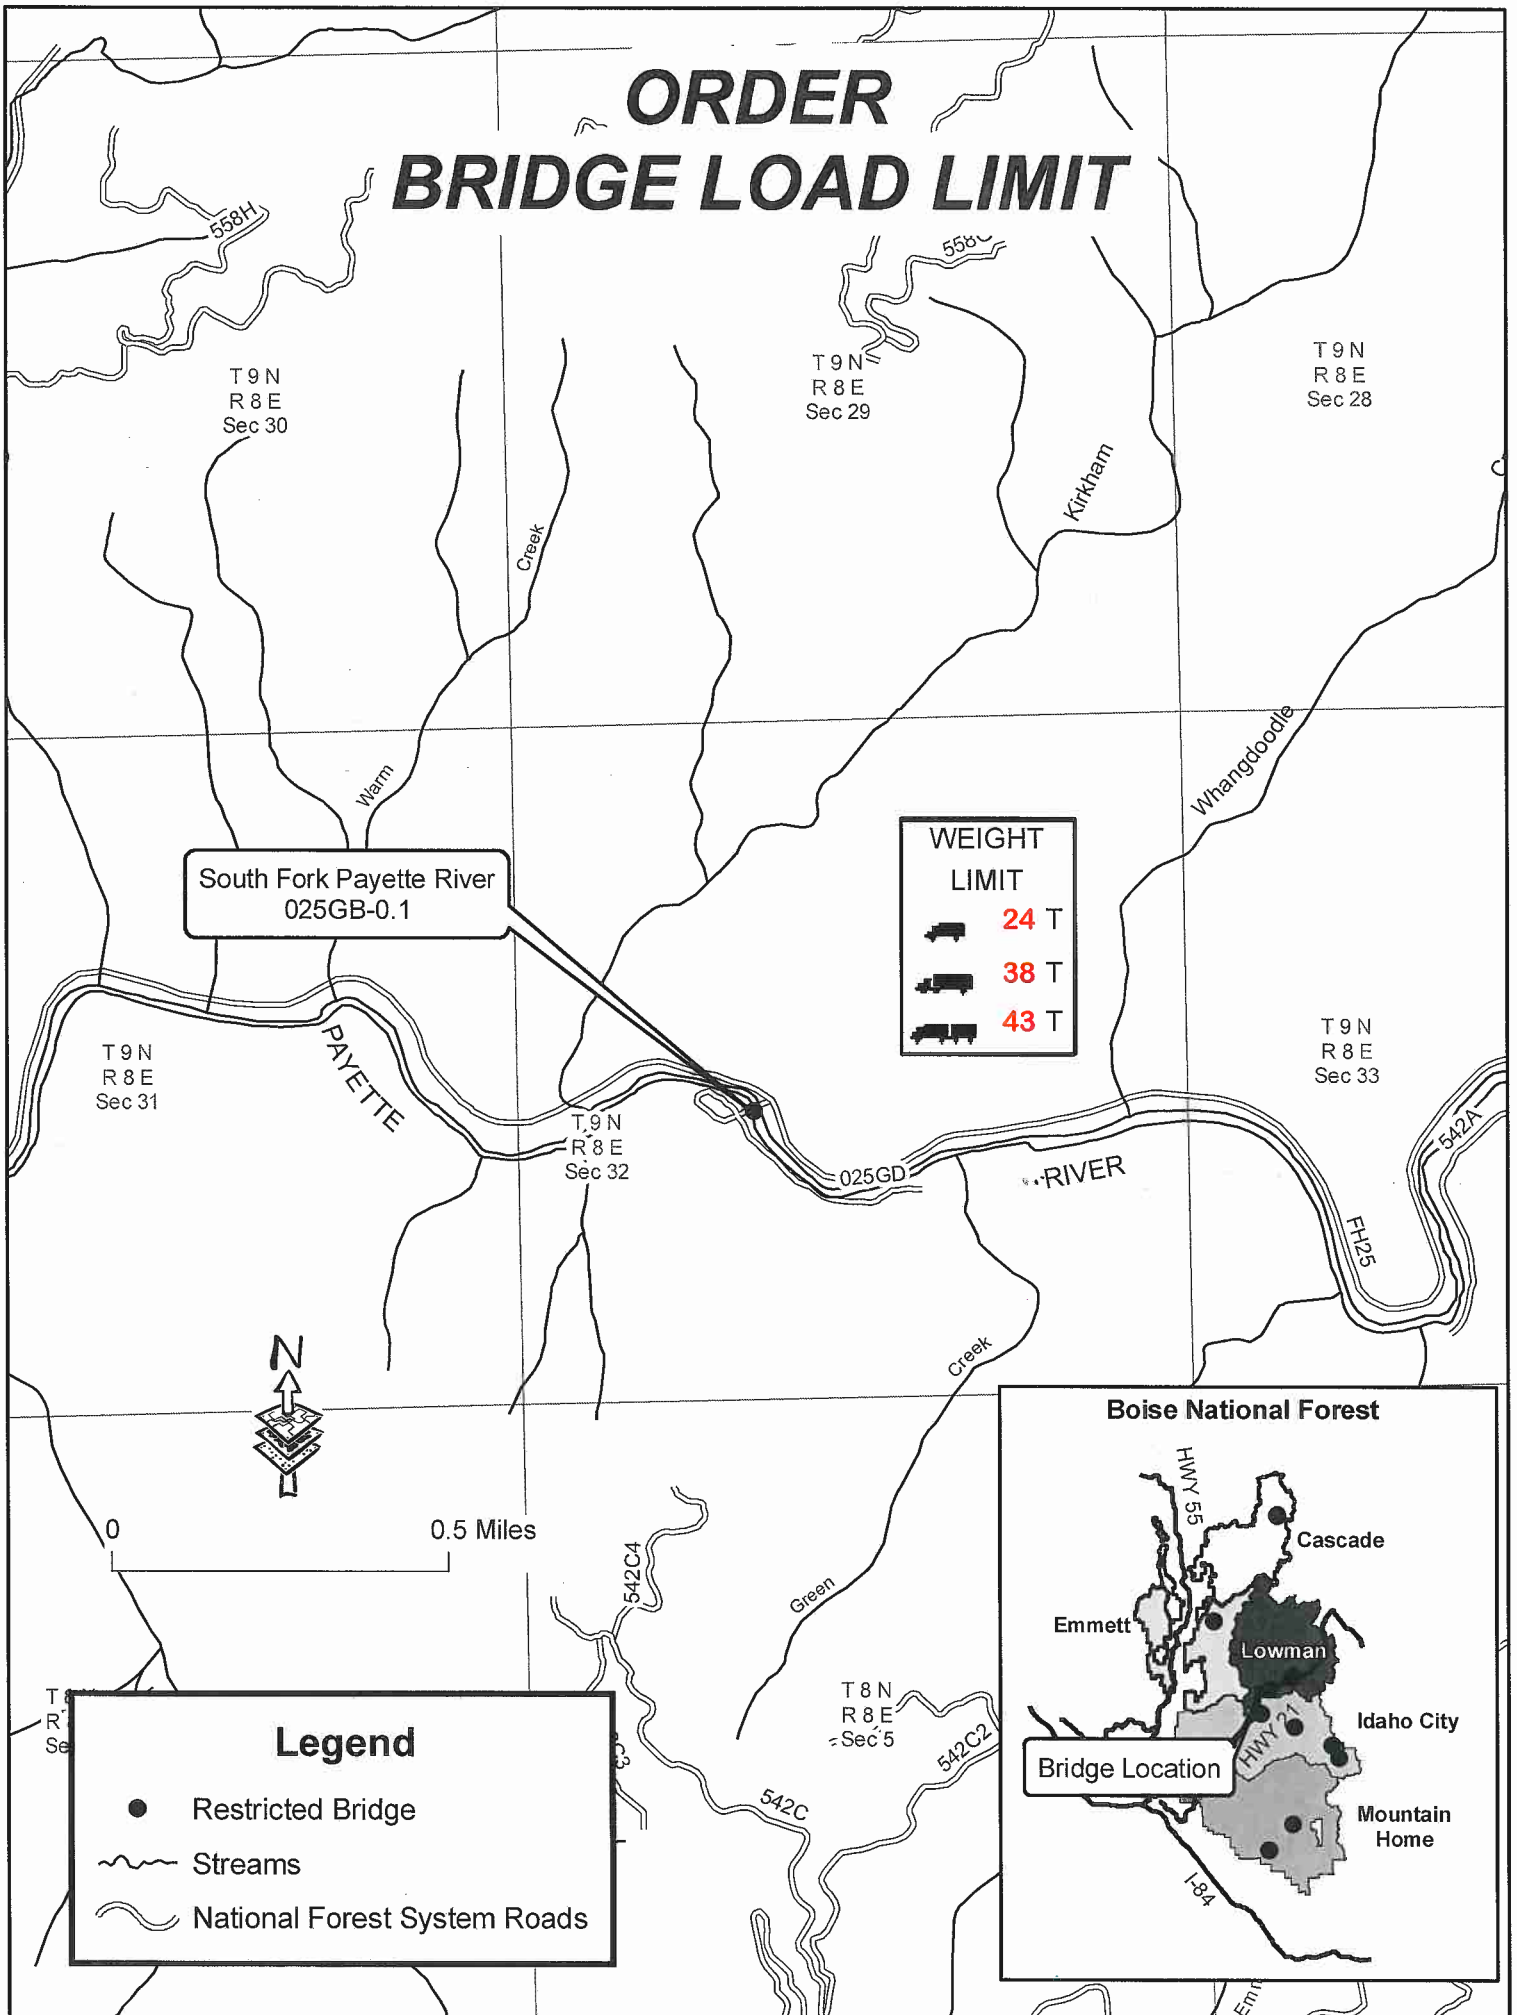 ORDER
BRIDGE LOAD LIMIT
558H
T 9 N
R 8 E
Sec 30
T 9 N
R 8 E
Sec 29
T 9 N
R 8 E
Sec 28
Kirkham
Creek
Warm
Whangdoodle
South Fork Payette River
025GB-0.1
WEIGHT
LIMIT
24 T
38 T
43 T
T 9 N
R 8 E
Sec 31
PAYETTE
T 9 N
R 8 E
Sec 32
T 9 N
R 8 E
Sec 33
542A
025GD
RIVER
FH25
Creek
N
0 0.5 Miles
542C4
Green
T 8 N
R 8 E
Sec 5
542C2
542C
Legend
Restricted Bridge
Streams
National Forest System Roads
Boise National Forest
HWY 55
Cascade
Emmett
Lowman
Idaho City
HWY 21
Bridge Location
Mountain
Home
I-84